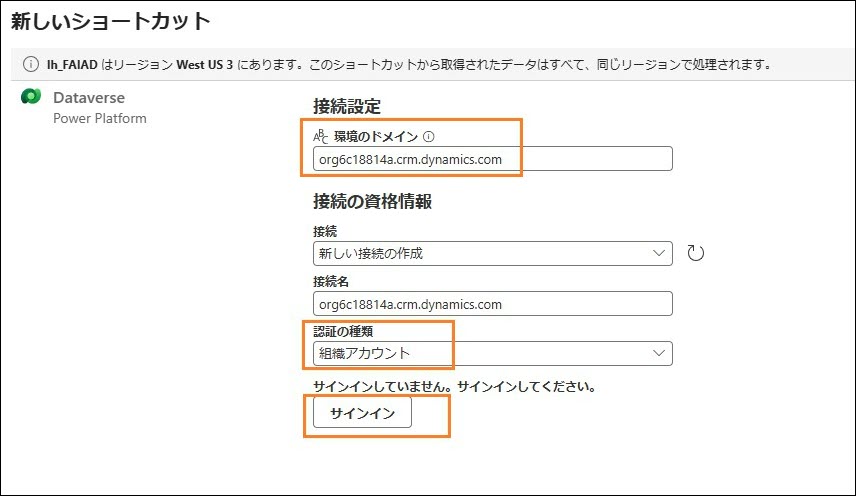 新しいショートカット
lh_FAIAD はリージョン West US 3 にあります。このショートカットから取得されたデータはすべて、同じリージョンで処理されます。
Dataverse
Power Platform
接続設定
環境のドメイン
org6c18814a.crm.dynamics.com
接続の資格情報
接続
新しい接続の作成
接続名
org6c18814a.crm.dynamics.com
認証の種類
組織アカウント
サインインしていません。サインインしてください。
サインイン